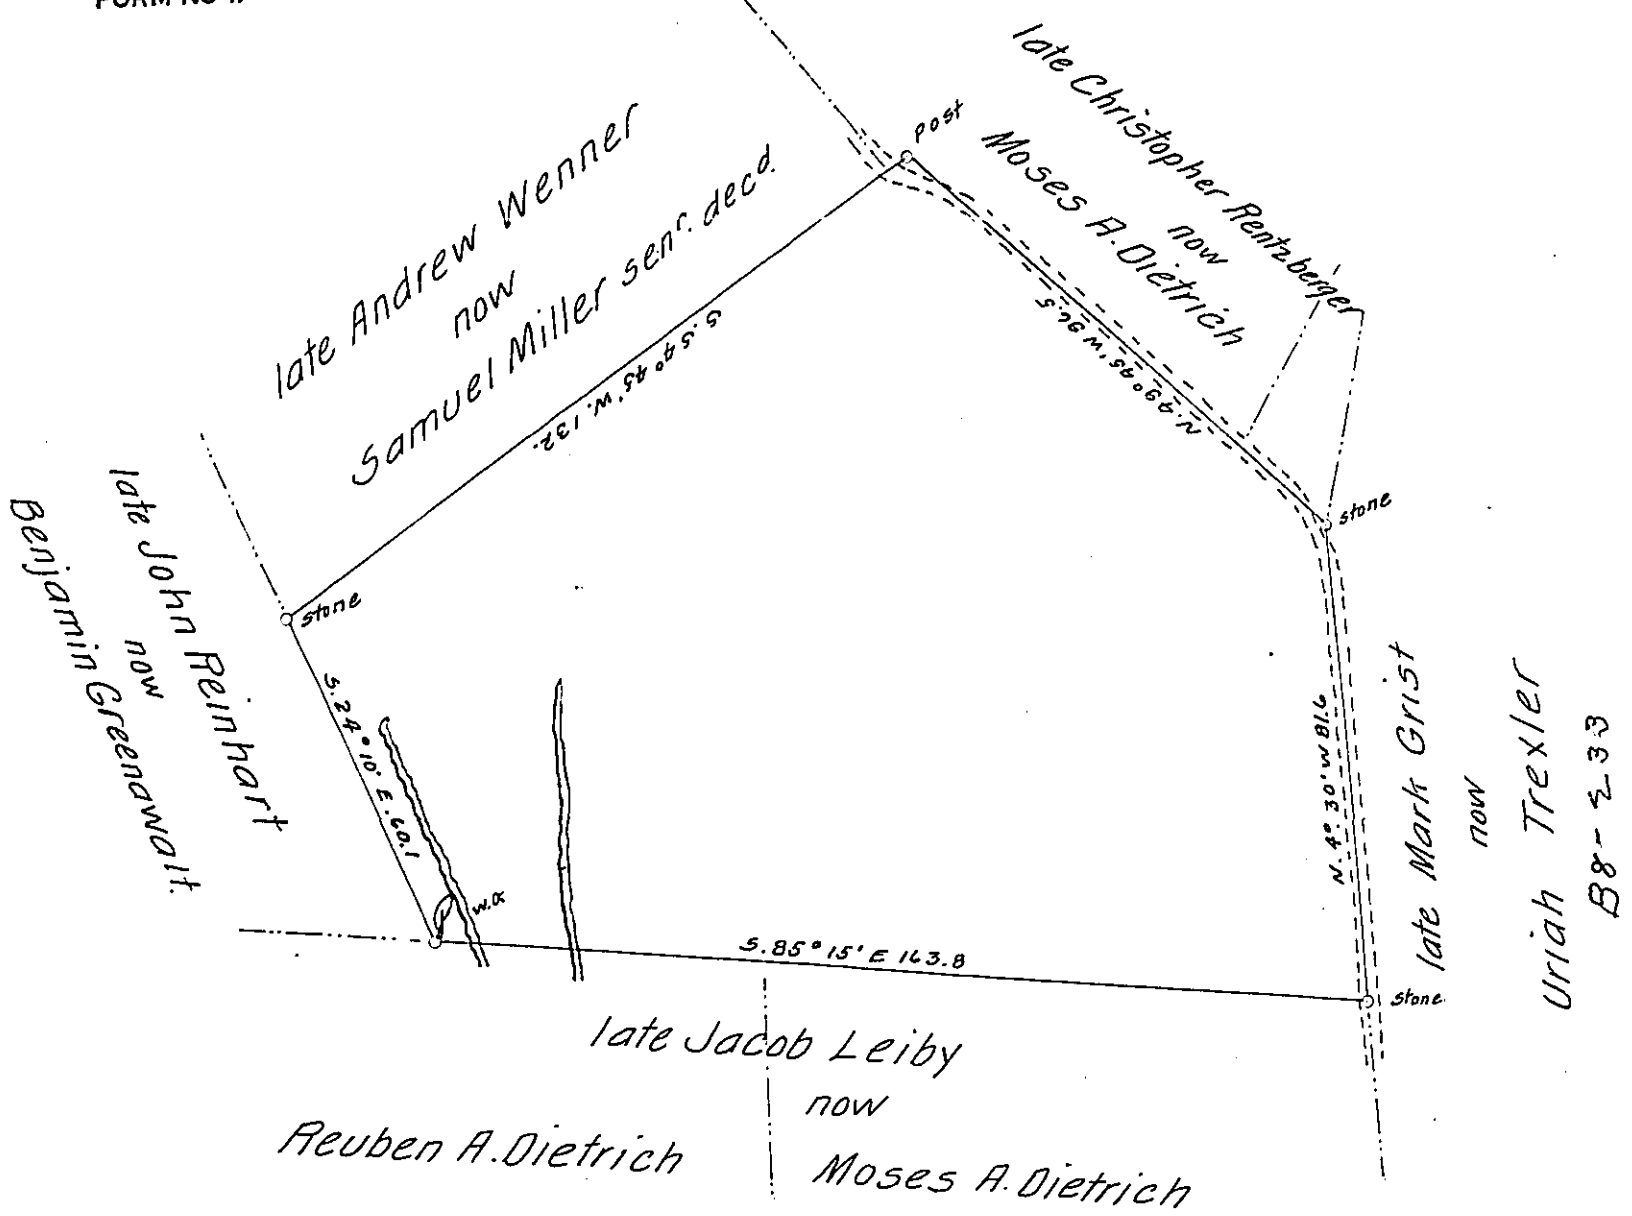 late Christopher Rentzberger
now
Moses A. Dietrich
post
late Andrew Wenner
now
Samuel Miller senr. decd.
S. 54° 45' W. 132.
N. 49° 45' W 96.5
stone
stone
late John Reinhart
now
Benjamin Greenawalt.
S. 24° 10' E. 60.1
w.o
N. 4° 30' W 81.6
late Mark Grist
now
Uriah Trexler
B8-233
S. 85° 15' E 163.8
stone
late Jacob Leiby
now
Reuben A. Dietrich
Moses A. Dietrich